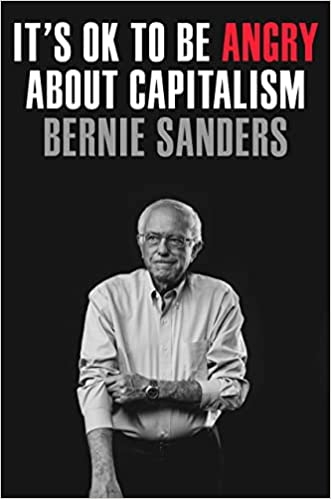 IT'S OK TO BE ANGRY
ABOUT CAPITALISM
BERNIE SANDERS